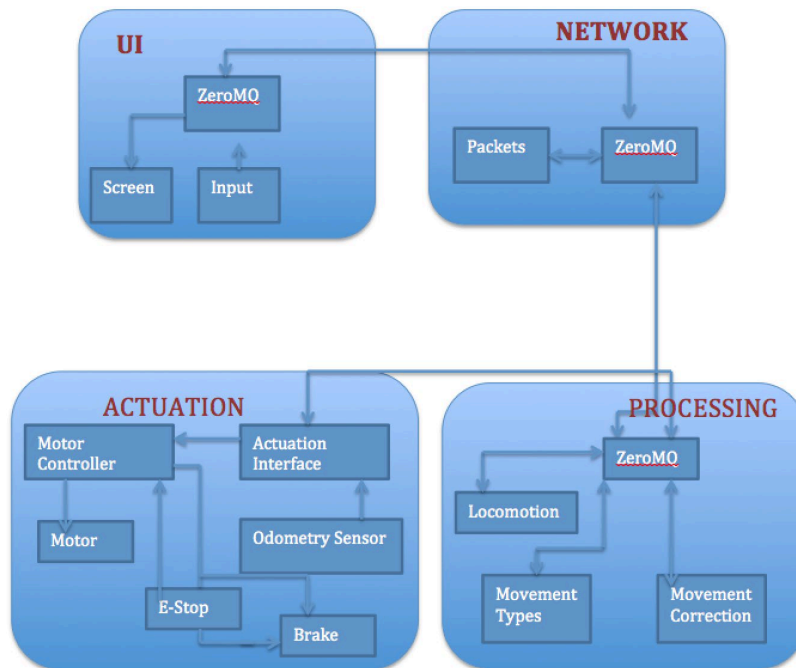 UI
ZeroMQ
Screen
Input
NETWORK
Packets
ZeroMQ
ACTUATION
Motor
Controller
Actuation
Interface
Motor
Odometry Sensor
E-Stop
Brake
PROCESSING
ZeroMQ
Locomotion
Movement
Types
Movement
Correction